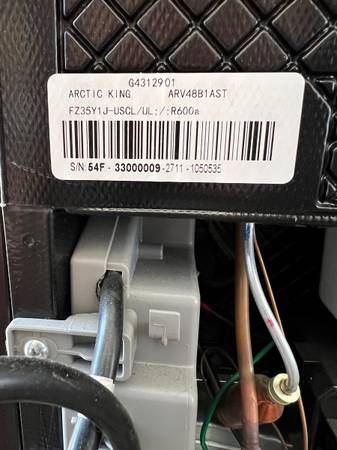 G4312901
ARCTIC KING ARV48B1AST
FZ35Y1J-USCL/UL:/:R600a
S/N:54F-33000009-2711-1050535